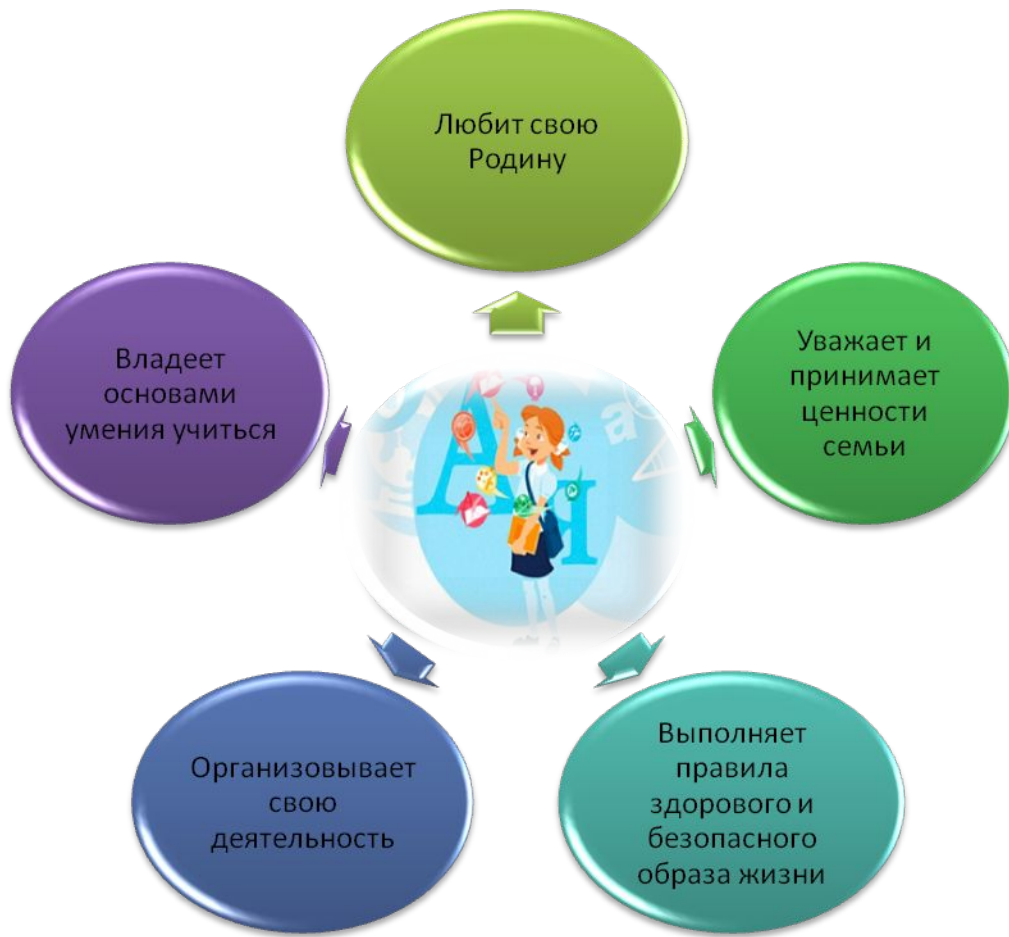 Любит свою
Родину
Уважает и
принимает
ценности
семьи
Выполняет
правила
здорового и
безопасного
образа жизни
Организовывает
свою
деятельность
Владеет
основами
умения учиться
А
Я
а